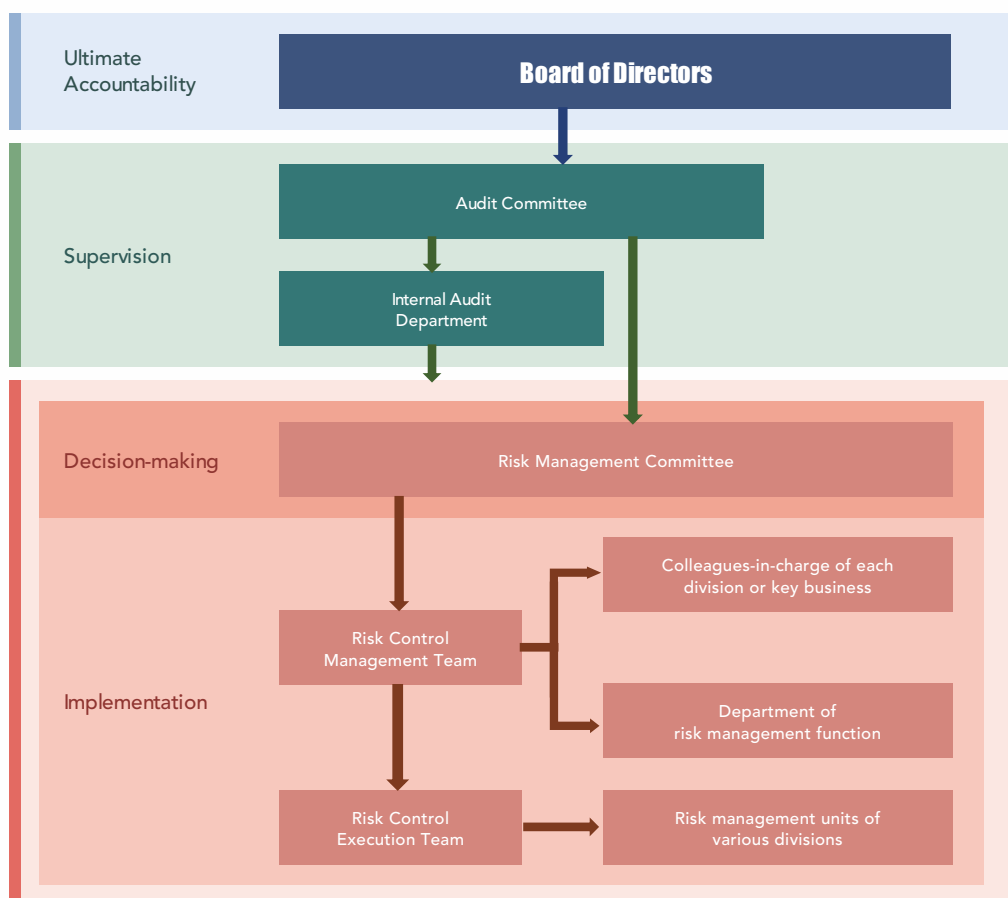 Ultimate
Accountability
Board of Directors
Audit Committee
Supervision
Internal Audit
Department
Decision-making
Risk Management Committee
Colleagues-in-charge of each
division or key business
Risk Control
Management Team
Implementation
Department of
risk management function
Risk Control
Execution Team
Risk management units of
various divisions